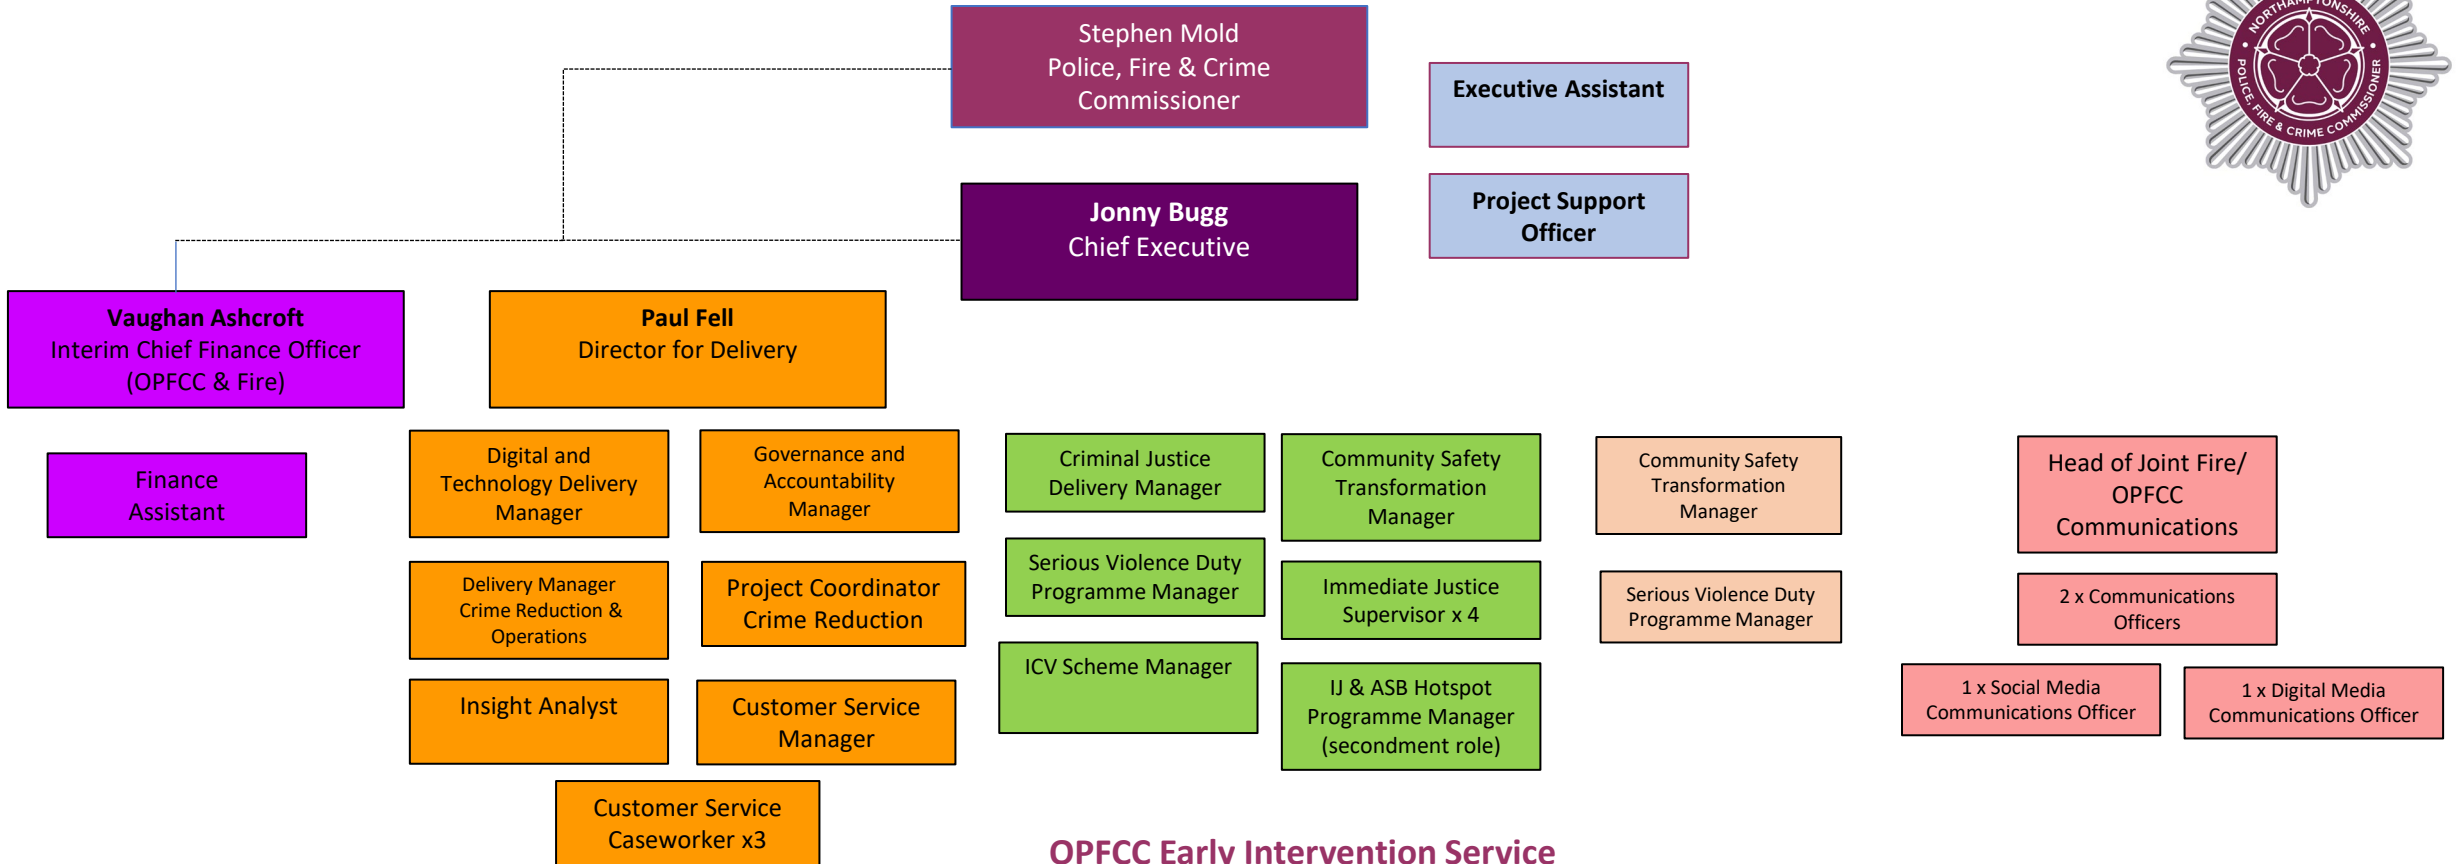 Stephen Mold
Police, Fire & Crime
Commissioner
NORTHAMPTONSHIRE
POLICE, FIRE & CRIME COMMISSIONER
Executive Assistant
Project Support
Officer
Jonny Bugg
Chief Executive
Vaughan Ashcroft
Interim Chief Finance Officer
(OPFCC & Fire)
Paul Fell
Director for Delivery
Finance
Assistant
Digital and
Technology Delivery
Manager
Governance and
Accountability
Manager
Criminal Justice
Delivery Manager
Community Safety
Transformation
Manager
Community Safety
Transformation
Manager
Head of Joint Fire/
OPFCC
Communications
Delivery Manager
Crime Reduction &
Operations
Project Coordinator
Crime Reduction
Serious Violence Duty
Programme Manager
Immediate Justice
Supervisor x 4
Serious Violence Duty
Programme Manager
2 x Communications
Officers
Insight Analyst
Customer Service
Manager
ICV Scheme Manager
IJ & ASB Hotspot
Programme Manager
(secondment role)
1 x Social Media
Communications Officer
1 x Digital Media
Communications Officer
Customer Service
Caseworker x3
OPFCC Early Intervention Service